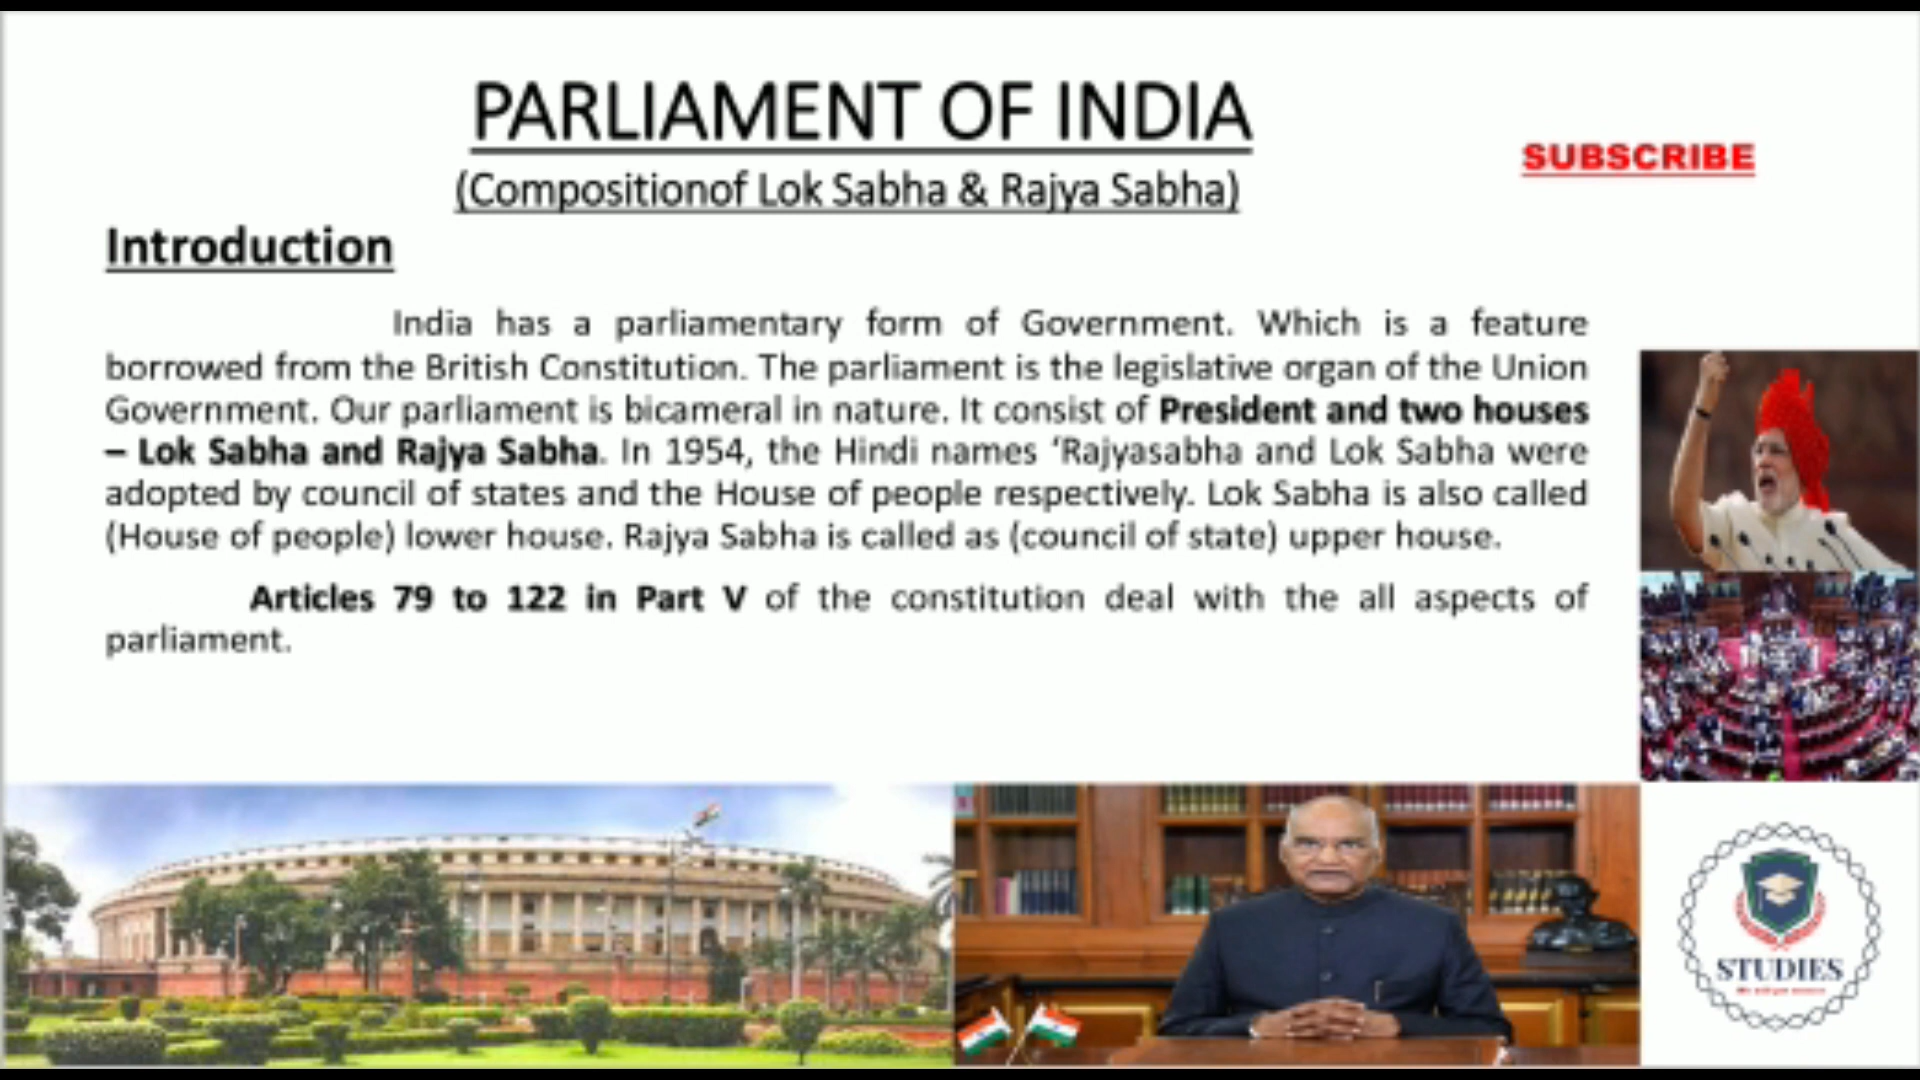 PARLIAMENT OF INDIA
(Compositionof Lok Sabha & Rajya Sabha)
SUBSCRIBE
Introduction
India has a parliamentary form of Government. Which is a feature
borrowed from the British Constitution. The parliament is the legislative organ of the Union
Government. Our parliament is bicameral in nature. It consist of President and two houses
– Lok Sabha and Rajya Sabha. In 1954, the Hindi names ‘Rajyasabha and Lok Sabha were
adopted by council of states and the House of people respectively. Lok Sabha is also called
(House of people) lower house. Rajya Sabha is called as (council of state) upper house.
Articles 79 to 122 in Part V of the constitution deal with the all aspects of
parliament.
STUDIES